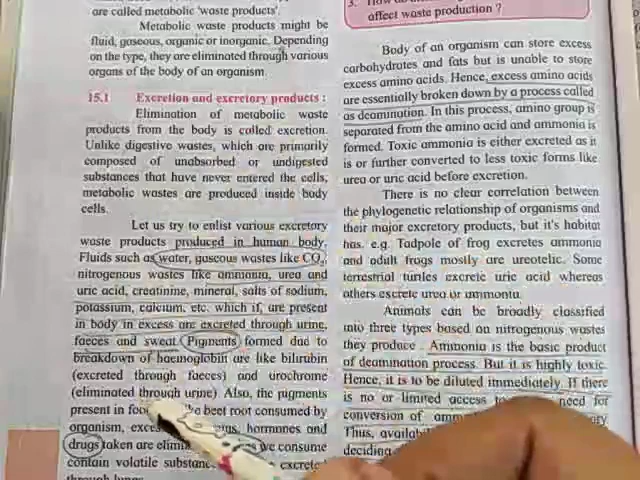 are called metabolic 'waste products'.
Metabolic waste products might be
fluid, gaseous, organic or inorganic. Depending
on the type, they are eliminated through various
organs of the body of an organism.
15.1 Excretion and excretory products :
Elimination of metabolic waste
products from the body is called excretion.
Unlike digestive wastes, which are primarily
composed of unabsorbed or undigested
substances that have never entered the cells,
metabolic wastes are produced inside body
cells.
Let us try to enlist various excretory
waste products produced in human body.
Fluids such as water, gaseous wastes like CO2,
nitrogenous wastes like ammonia, urea and
uric acid, creatinine, mineral, salts of sodium,
potassium, calcium, etc. which if, are present
in body in excess are excreted through urine,
faeces and sweat. Pigments formed due to
breakdown of haemoglobin are like bilirubin
(excreted through faeces) and urochrome
(eliminated through urine). Also, the pigments
present in beet root consumed by
organism, hormones and
drugs taken are we consume
contain volatile
through lungs
3.
affect waste production ?
Body of an organism can store excess
carbohydrates and fats but is unable to store
excess amino acids. Hence, excess amino acids
are essentially broken down by a process called
as deamination. In this process, amino group is
separated from the amino acid and ammonia is
formed. Toxic ammonia is either excreted as it
is or further converted to less toxic forms like
urea or uric acid before excretion.
There is no clear correlation between
the phylogenetic relationship of organisms and
their major excretory products, but it's habitat
has. e.g. Tadpole of frog excretes ammonia
and adult frogs mostly are ureotelic. Some
terrestrial turtles excrete uric acid whereas
others excrete urea or ammonia.
Animals can be broadly classified
into three types based on nitrogenous wastes
they produce. Ammonia is the basic product
of deamination process. But it is highly toxic.
Hence, it is to be diluted immediately. If there
is no or limited access need for
conversion of
Thus,
deciding